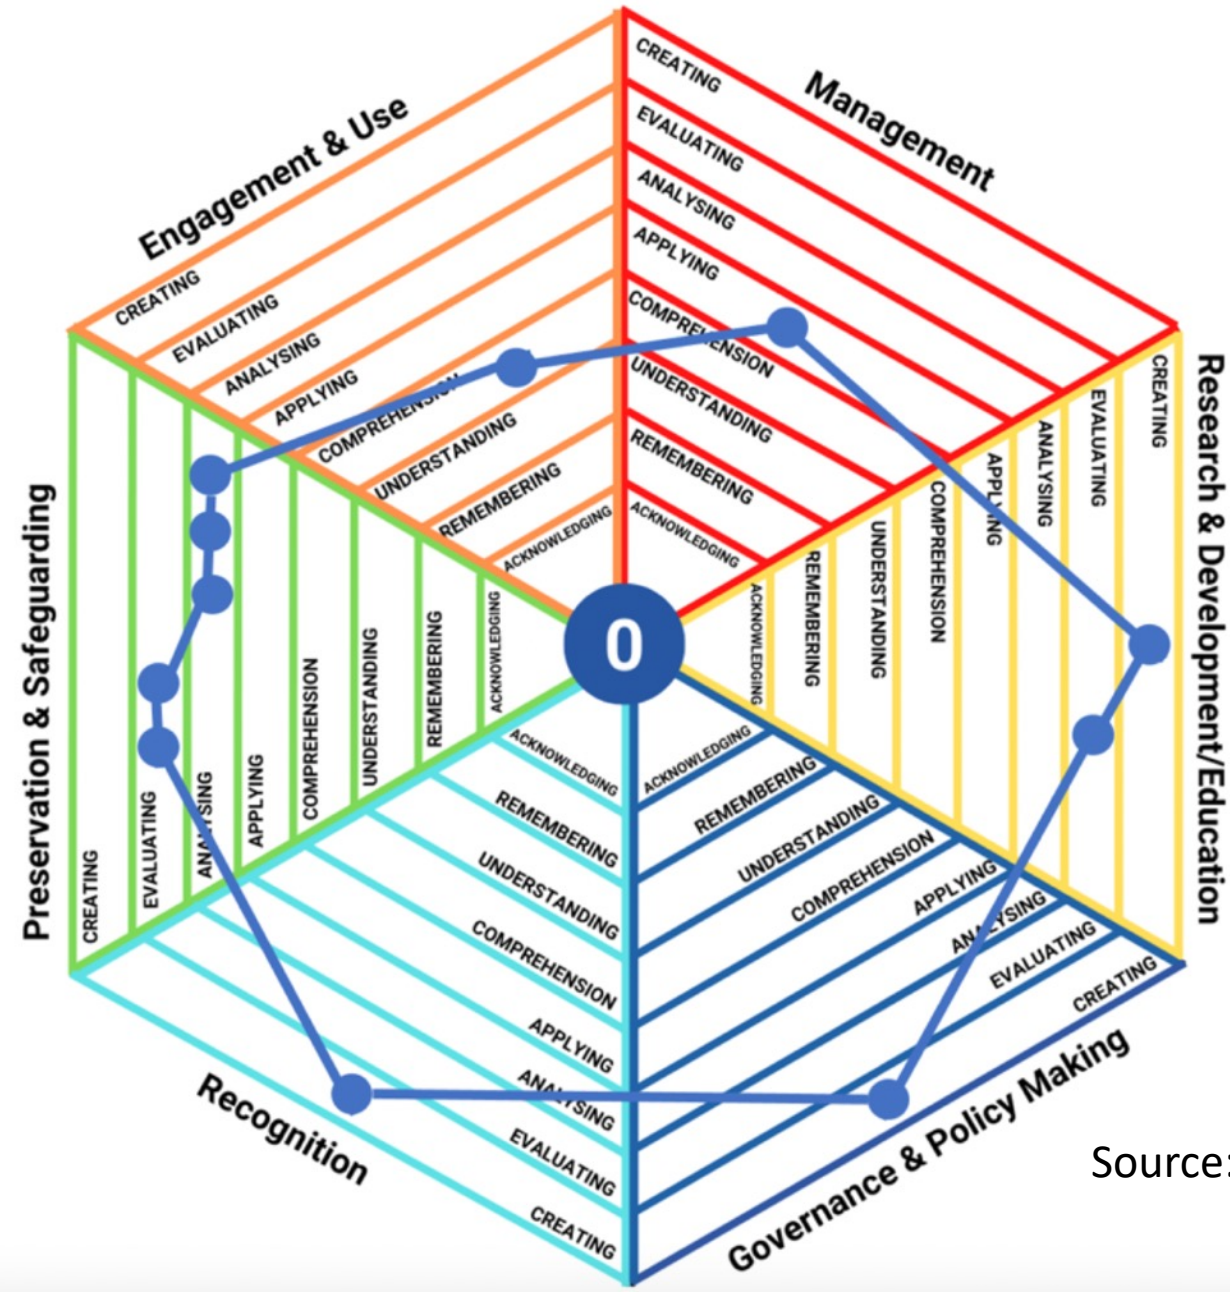 Engagement & Use
CREATING
EVALUATING
ANALYSING
APPLYING
COMPREHENSION
UNDERSTANDING
REMEMBERING
ACKNOWLEDGING
Management
CREATING
EVALUATING
ANALYSING
APPLYING
COMPREHENSION
UNDERSTANDING
REMEMBERING
ACKNOWLEDGING
Research & Development/Education
CREATING
EVALUATING
ANALYSING
APPLYING
COMPREHENSION
UNDERSTANDING
REMEMBERING
ACKNOWLEDGING
0
Preservation & Safeguarding
CREATING
EVALUATING
ANALYSING
APPLYING
COMPREHENSION
UNDERSTANDING
REMEMBERING
ACKNOWLEDGING
Recognition
ACKNOWLEDGING
REMEMBERING
UNDERSTANDING
COMPREHENSION
APPLYING
ANALYSING
EVALUATING
CREATING
Governance & Policy Making
ACKNOWLEDGING
REMEMBERING
UNDERSTANDING
COMPREHENSION
APPLYING
ANALYSING
EVALUATING
CREATING
Source: